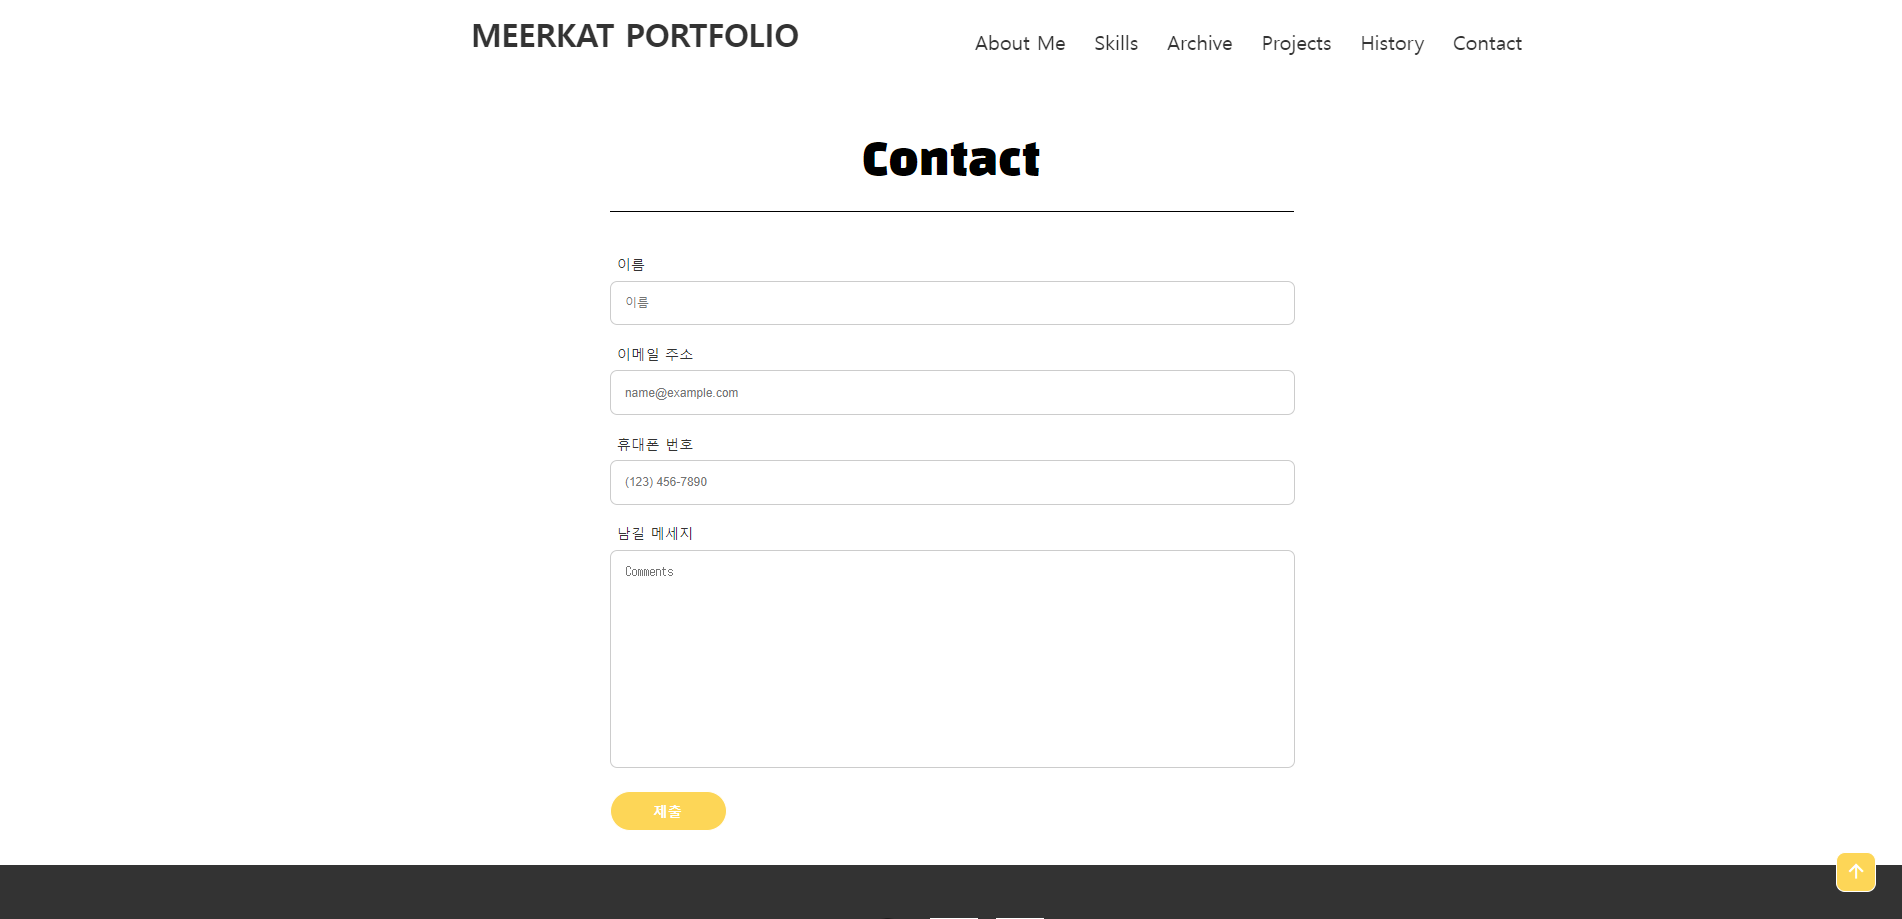 MEERKAT PORTFOLIO
About Me Skills Archive Projects History Contact
Contact
이름
이름
이메일 주소
name@example.com
휴대폰 번호
(123) 456-7890
남길 메세지
Comments
제출